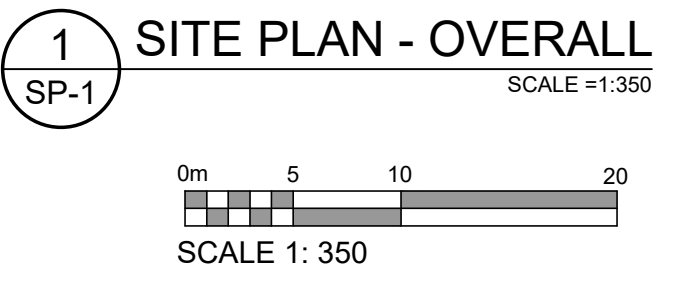 1
SP-1
SITE PLAN - OVERALL
SCALE =1:350
0m 5 10 20
SCALE 1: 350